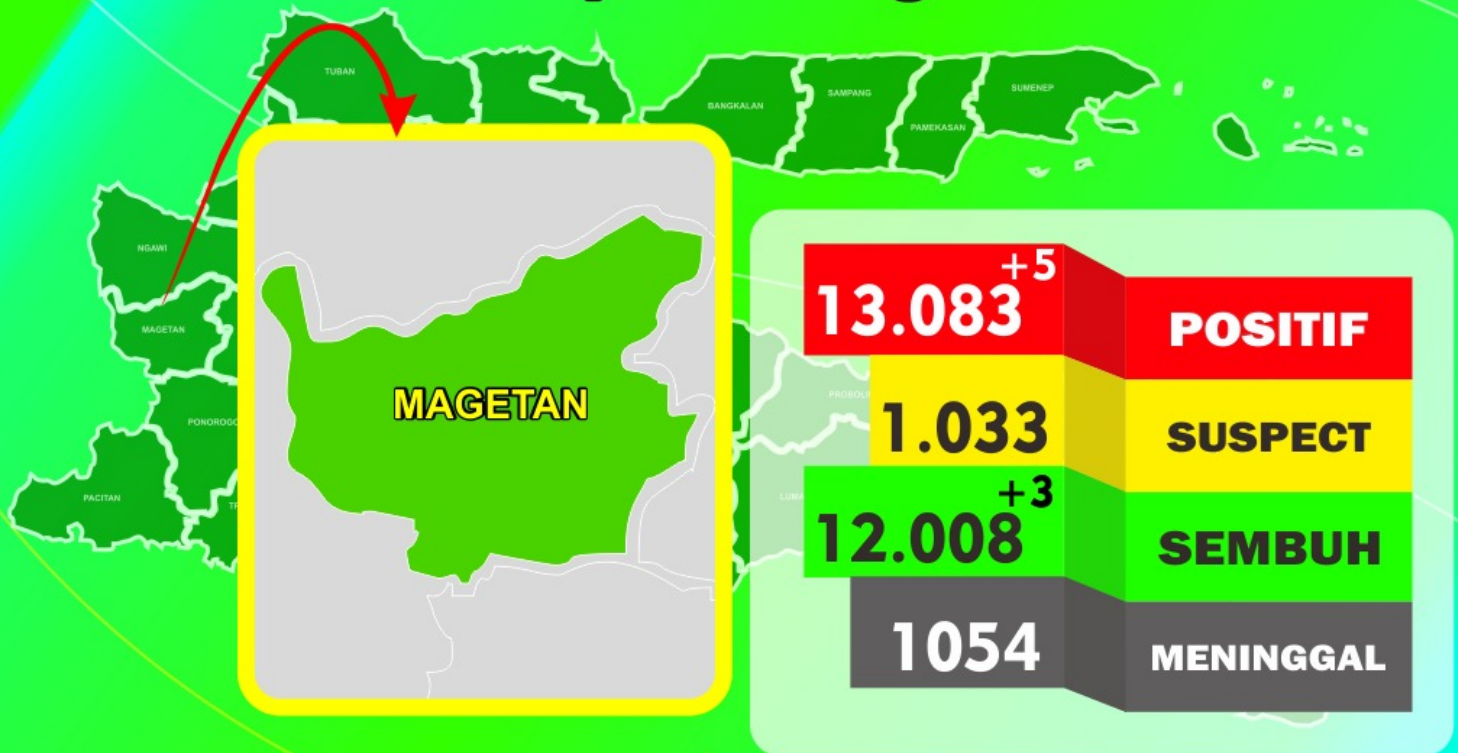 TUBAN
BANGKALAN
SAMPANG
PAMEKASAN
SUMENEP
NGAWI
MAGETAN
PONOROGO
PACITAN
MAGETAN
+5
13.083
POSITIF
1.033
SUSPECT
+3
12.008
SEMBUH
1054
MENINGGAL